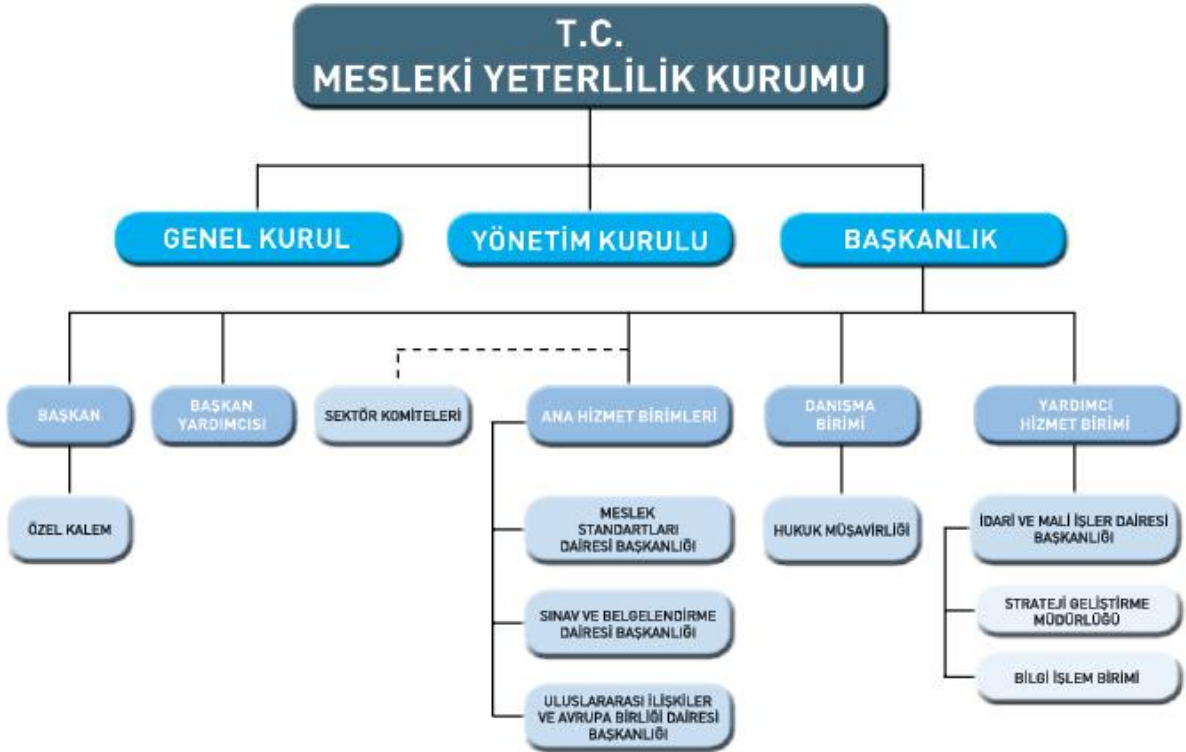 T.C.
MESLEKİ YETERLİLİK KURUMU
GENEL KURUL
YÖNETİM KURULU
BAŞKANLIK
BAŞKAN
BAŞKAN
YARDIMCISI
SEKTÖR KOMİTELERİ
ANA HİZMET BİRİMLERİ
DANIŞMA
BİRİMİ
YARDIMCI
HİZMET BİRİMİ
ÖZEL KALEM
MESLEK
STANDARTLARI
DAİRESİ BAŞKANLIĞI
HUKUK MÜŞAVİRLİĞİ
İDARİ VE MALİ İŞLER DAİRESİ
BAŞKANLIĞI
SINAV VE BELGELENDİRME
DAİRESİ BAŞKANLIĞI
STRATEJİ GELİŞTİRME
MÜDÜRLÜĞÜ
ULUSLARARASI İLİŞKİLER
VE AVRUPA BİRLİĞİ DAİRESİ
BAŞKANLIĞI
BİLGİ İŞLEM BİRİMİ